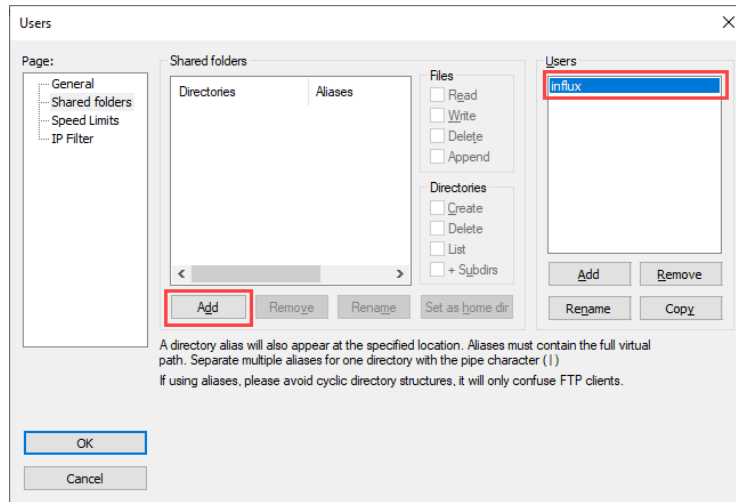 Users
Page:
General
Shared folders
Speed Limits
IP Filter
Shared folders
Directories Aliases
Files
Read
Write
Delete
Append
Directories
Create
Delete
List
+ Subdirs
Add Remove Rename Set as home dir
Users
influx
Add Remove
Rename Copy
A directory alias will also appear at the specified location. Aliases must contain the full virtual
path. Separate multiple aliases for one directory with the pipe character (|)
If using aliases, please avoid cyclic directory structures, it will only confuse FTP clients.
OK
Cancel